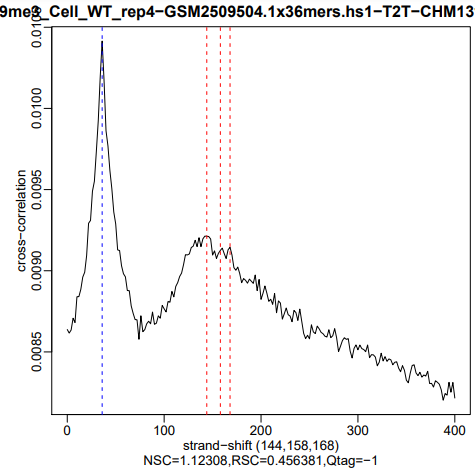 9me3_Cell_WT_rep4−GSM2509504.1x36mers.hs1−T2T−CHM13
cross−correlation
0.0100
0.0095
0.0090
0.0085
0 100 200 300 400
strand−shift (144,158,168)
NSC=1.12308,RSC=0.456381,Qtag=−1